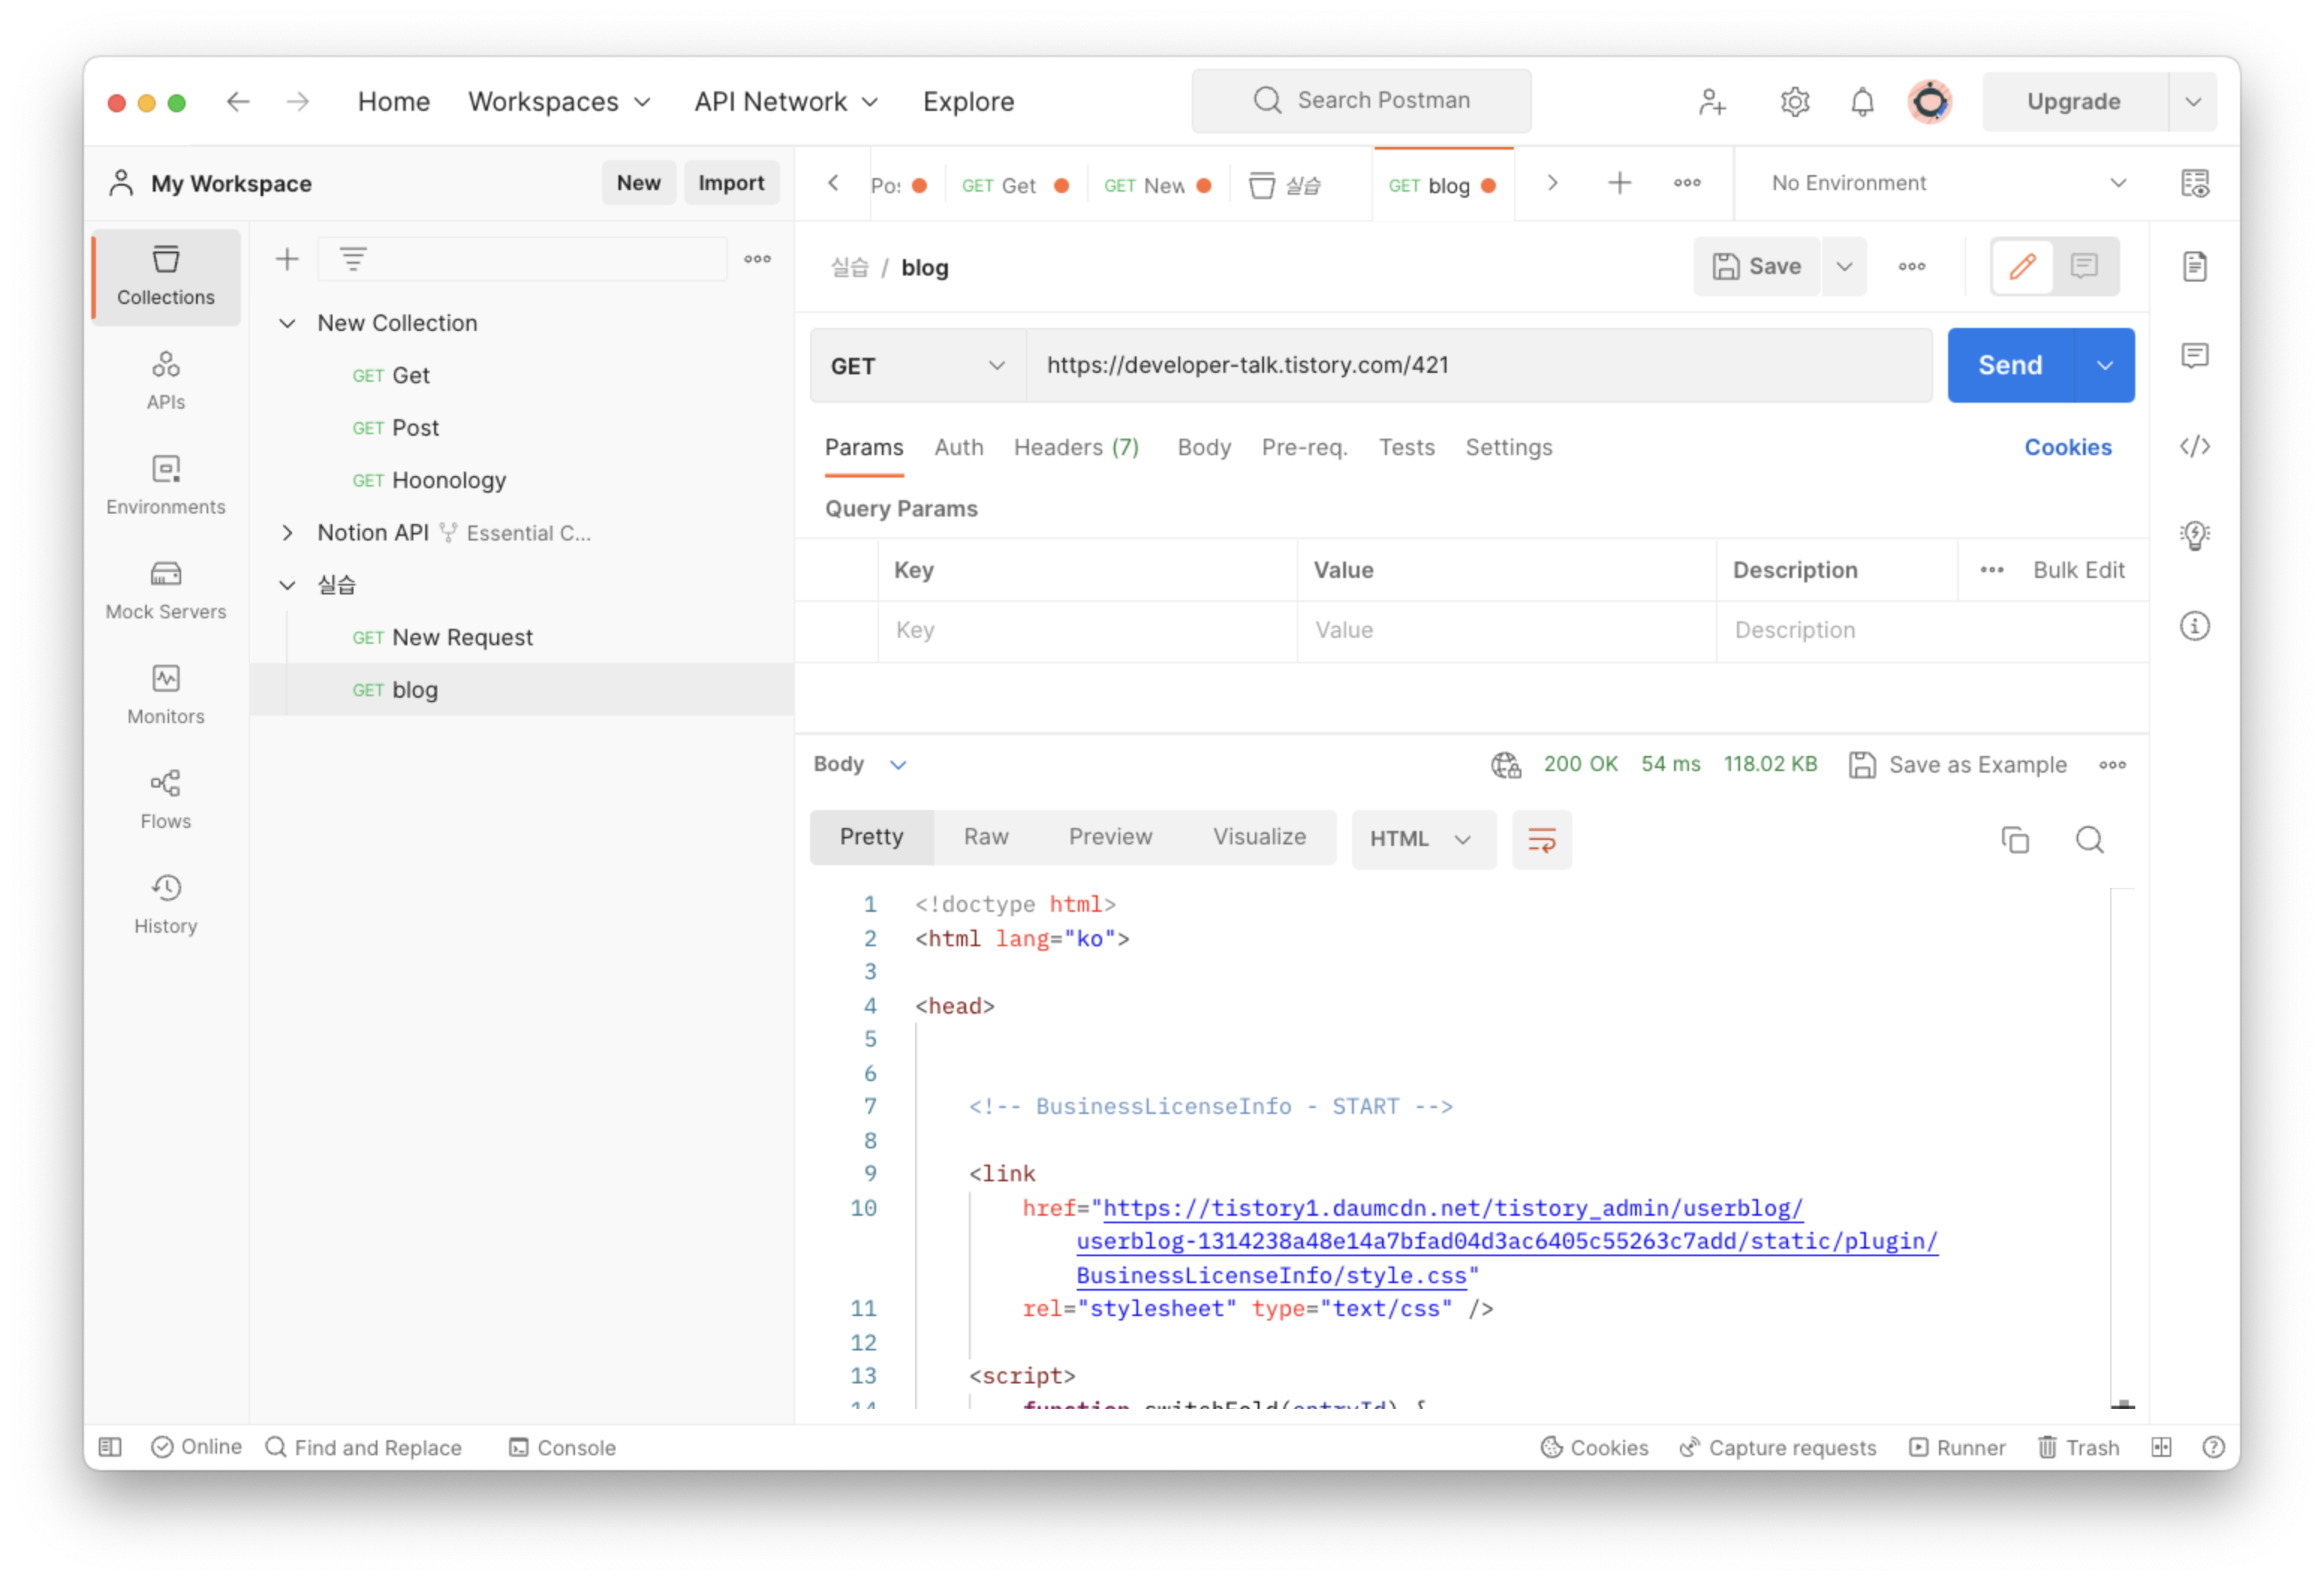 Home Workspaces API Network Explore Search Postman Upgrade
My Workspace New Import
GET Get GET New 실습 GET blog No Environment
Collections
APIs
Environments
Mock Servers
Monitors
Flows
History
New Collection
GET Get
GET Post
GET Hoonology
Notion API Essential C...
실습
GET New Request
GET blog
실습 / blog Save
GET https://developer-talk.tistory.com/421 Send
Params Auth Headers (7) Body Pre-req. Tests Settings Cookies
Query Params
Key Value Description Bulk Edit
Key Value Description
Body 200 OK 54 ms 118.02 KB Save as Example
Pretty Raw Preview Visualize HTML
1 <!doctype html>
2 <html lang="ko">
3
4 <head>
5
6
7 <!-- BusinessLicenseInfo - START -->
8
9 <link
10 href="https://tistory1.daumcdn.net/tistory_admin/userblog/
userblog-1314238a48e14a7bfad04d3ac6405c55263c7add/static/plugin/
BusinessLicenseInfo/style.css"
11 rel="stylesheet" type="text/css" />
12
13 <script>
14 function switchFold(entryId) {
Online Find and Replace Console Cookies Capture requests Runner Trash